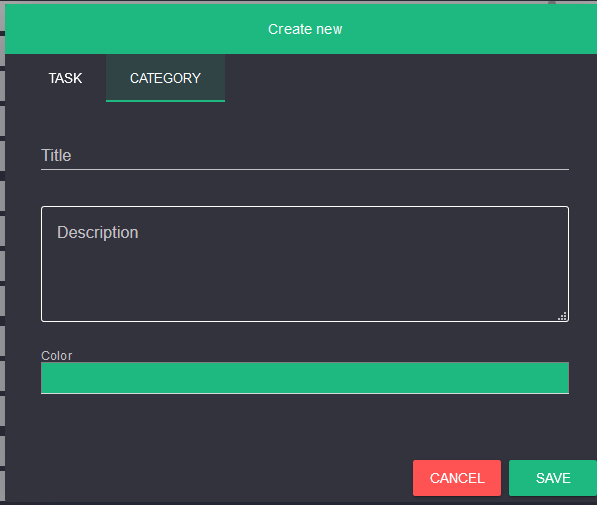 Create new
TASK CATEGORY
Title
Description
Color
CANCEL SAVE